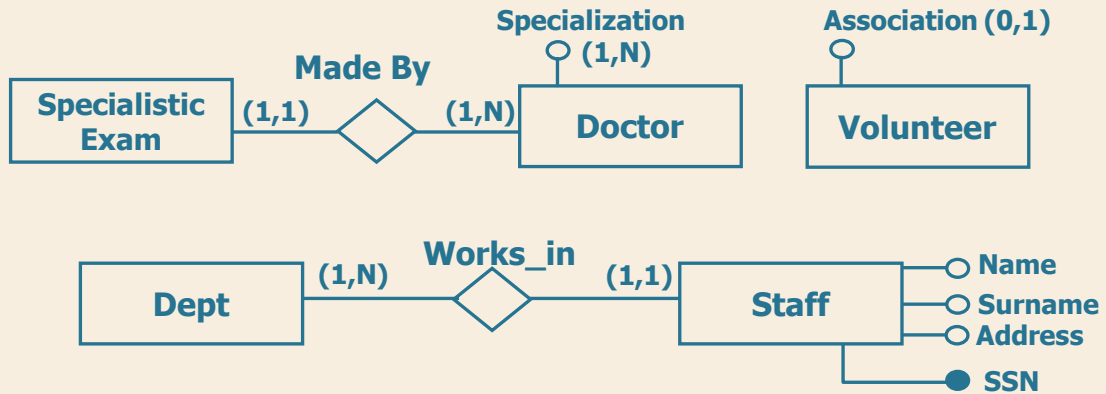 Specialization
(1,N)
Association (0,1)
Made By
Specialistic
Exam
(1,1)
(1,N)
Doctor
Volunteer
Works_in
(1,N)
(1,1)
Dept
Staff
Name
Surname
Address
SSN